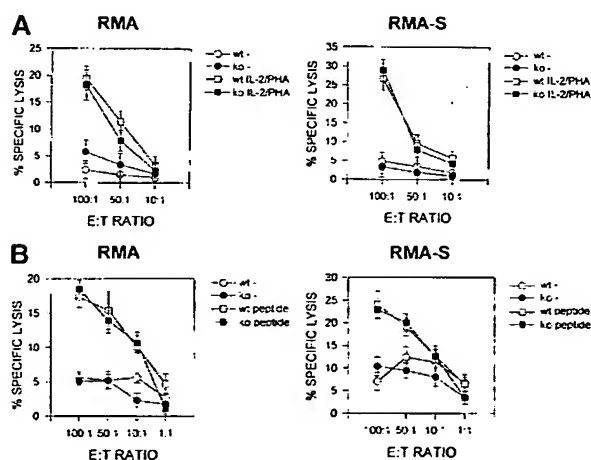 A
RMA
RMA-S
% SPECIFIC LYSIS
25
20
15
10
5
0
100:1 50:1 10:1
E:T RATIO
wt -
ko -
wt IL-2/PHA
ko IL-2/PHA
% SPECIFIC LYSIS
35
30
25
20
15
10
5
0
100:1 50:1 10:1
E:T RATIO
wt -
ko -
wt IL-2/PHA
ko IL-2/PHA
B
RMA
RMA-S
% SPECIFIC LYSIS
20
15
10
5
0
100:1 50:1 10:1 1:1
E:T RATIO
wt -
ko -
wt peptide
ko peptide
% SPECIFIC LYSIS
30
25
20
15
10
5
0
100:1 50:1 10:1 1:1
E:T RATIO
wt -
ko -
wt peptide
ko peptide